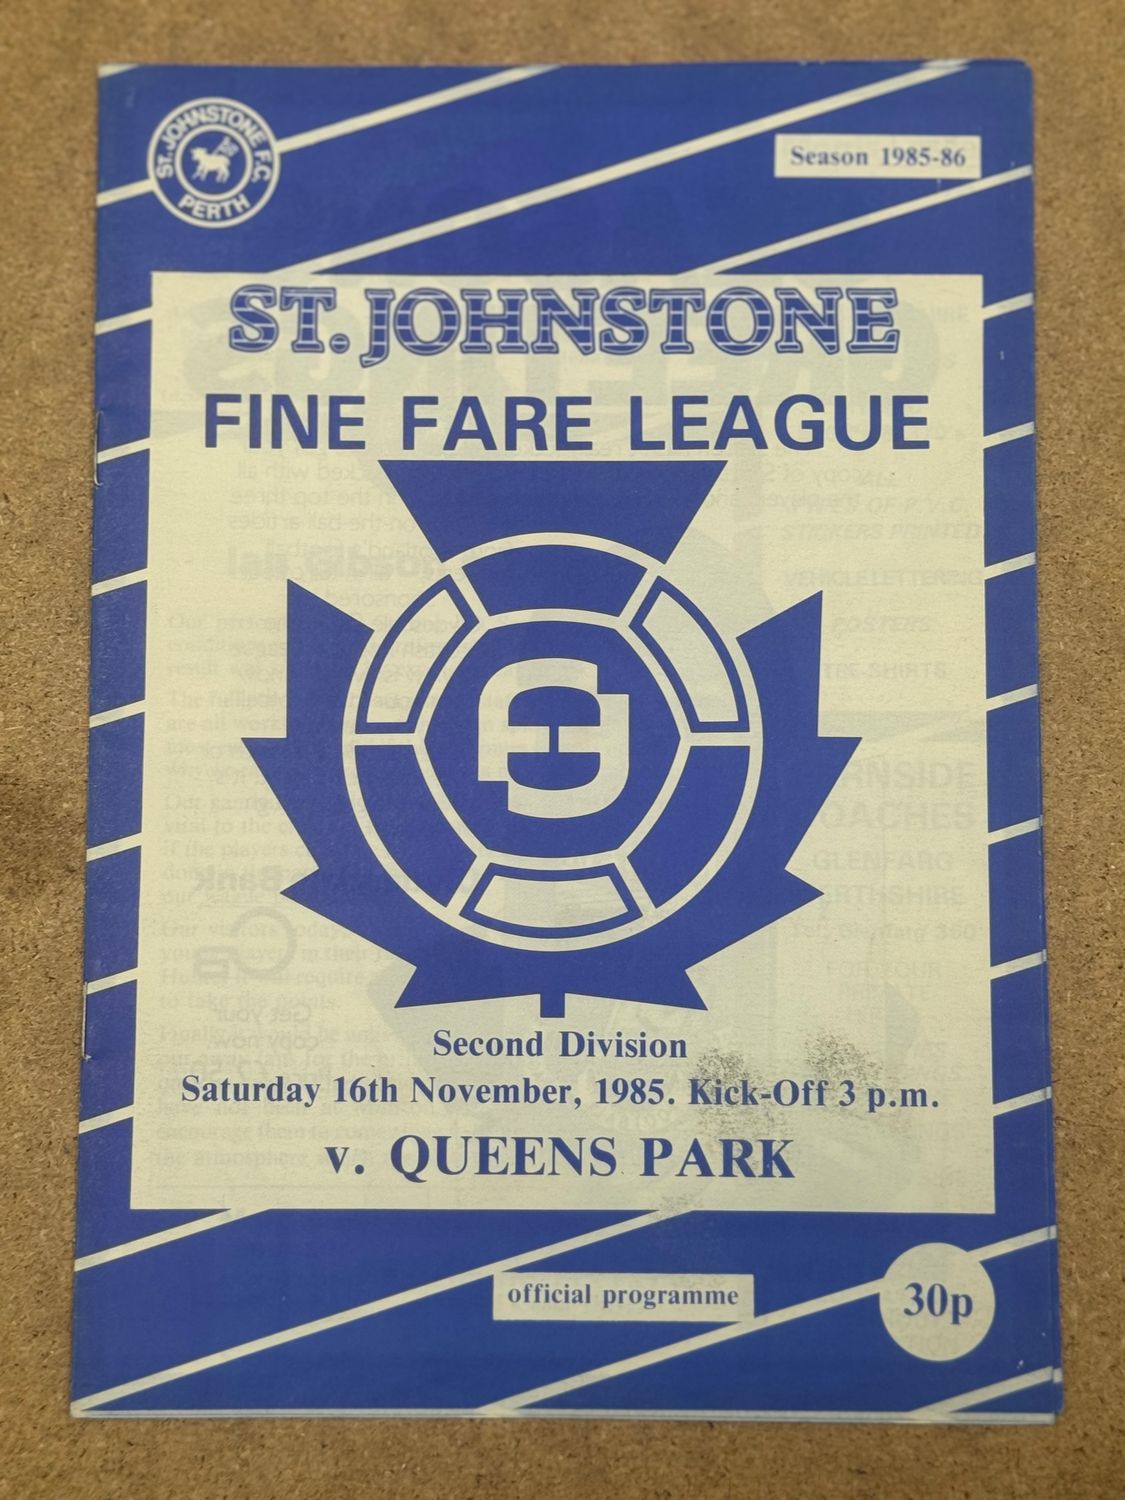 ST. JOHNSTONE F.C.
PERTH
Season 1985-86
ST. JOHNSTONE
FINE FARE LEAGUE
Second Division
Saturday 16th November, 1985. Kick-Off 3 p.m.
v. QUEENS PARK
official programme
30p